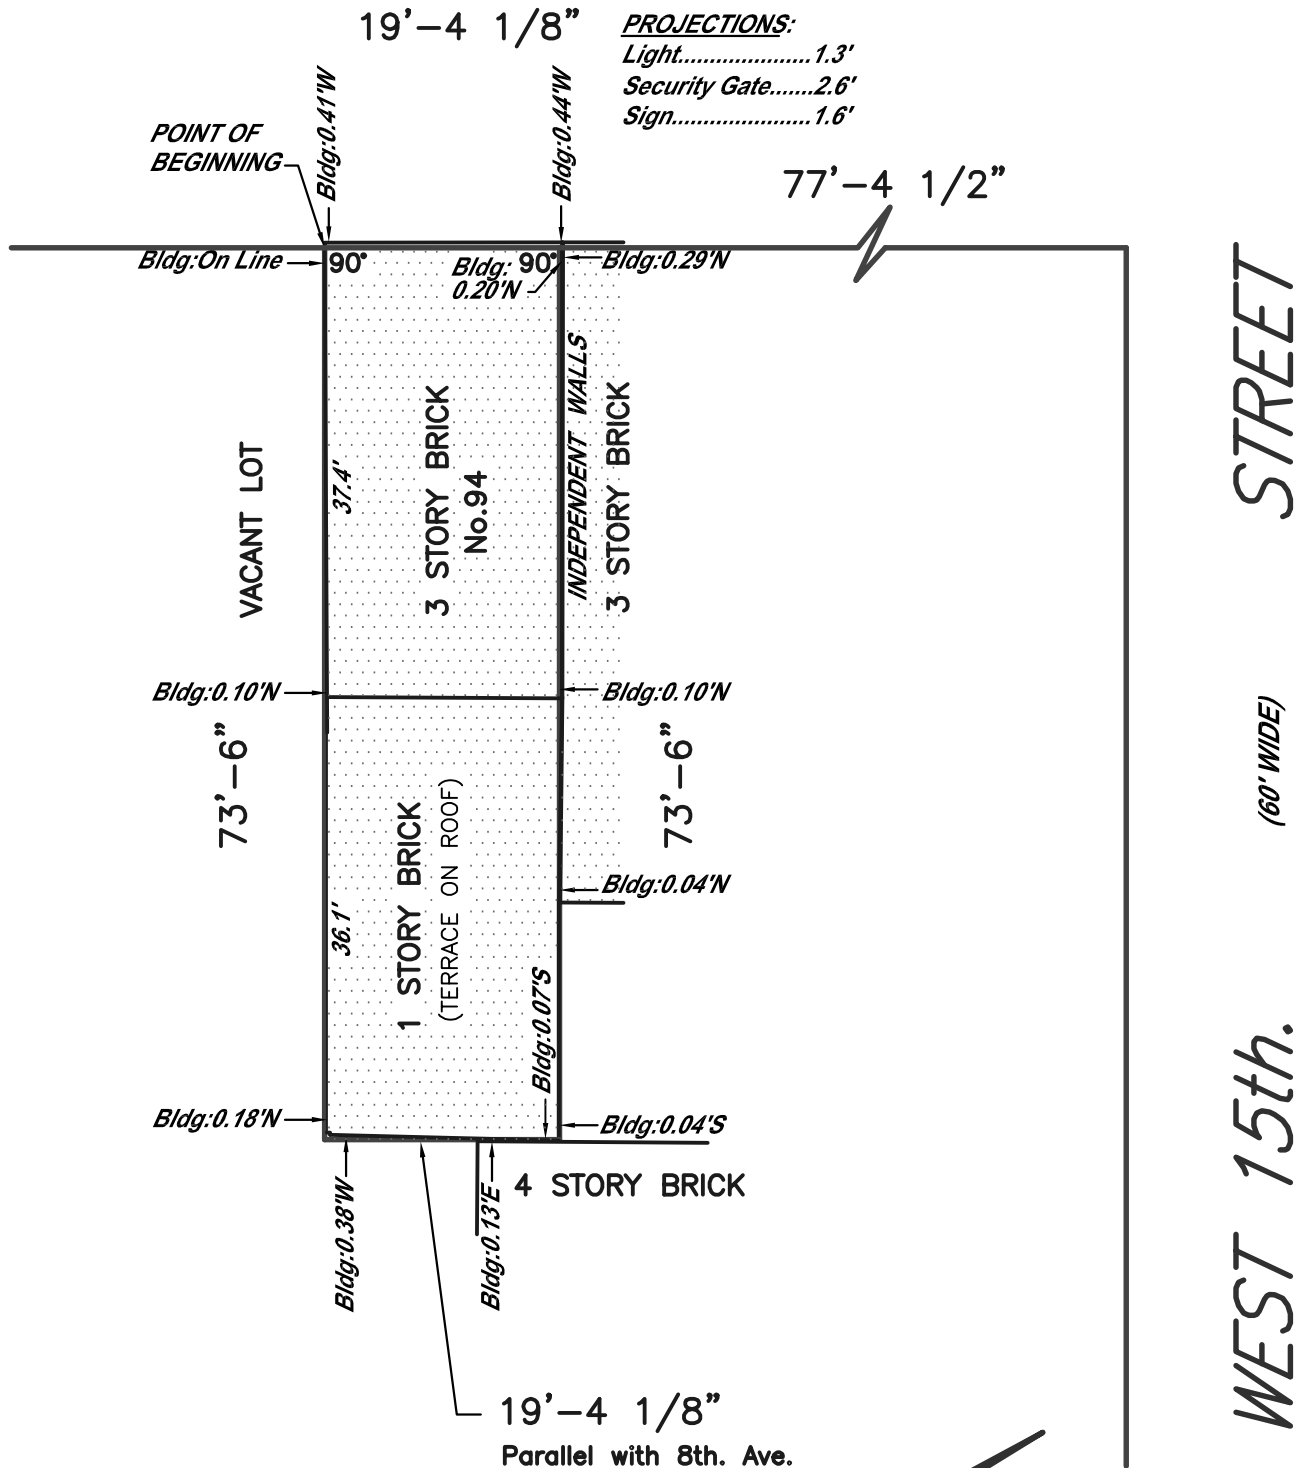 19'-4 1/8"
PROJECTIONS:
Light....................1.3'
Security Gate.......2.6'
Sign.....................1.6'
Bldg:0.41'W
Bldg:0.44'W
POINT OF
BEGINNING
77'-4 1/2"
Bldg:On Line
90°
Bldg:
0.20'N
90°
Bldg:0.29'N
STREET
INDEPENDENT WALLS
3 STORY BRICK
No.94
3 STORY BRICK
VACANT LOT
37.4'
Bldg:0.10'N
Bldg:0.10'N
73'-6"
73'-6"
(60' WIDE)
1 STORY BRICK
(TERRACE ON ROOF)
Bldg:0.04'N
36.1'
Bldg:0.07'S
Bldg:0.18'N
Bldg:0.04'S
WEST 15th.
4 STORY BRICK
Bldg:0.38'W
Bldg:0.13'E
19'-4 1/8"
Parallel with 8th. Ave.